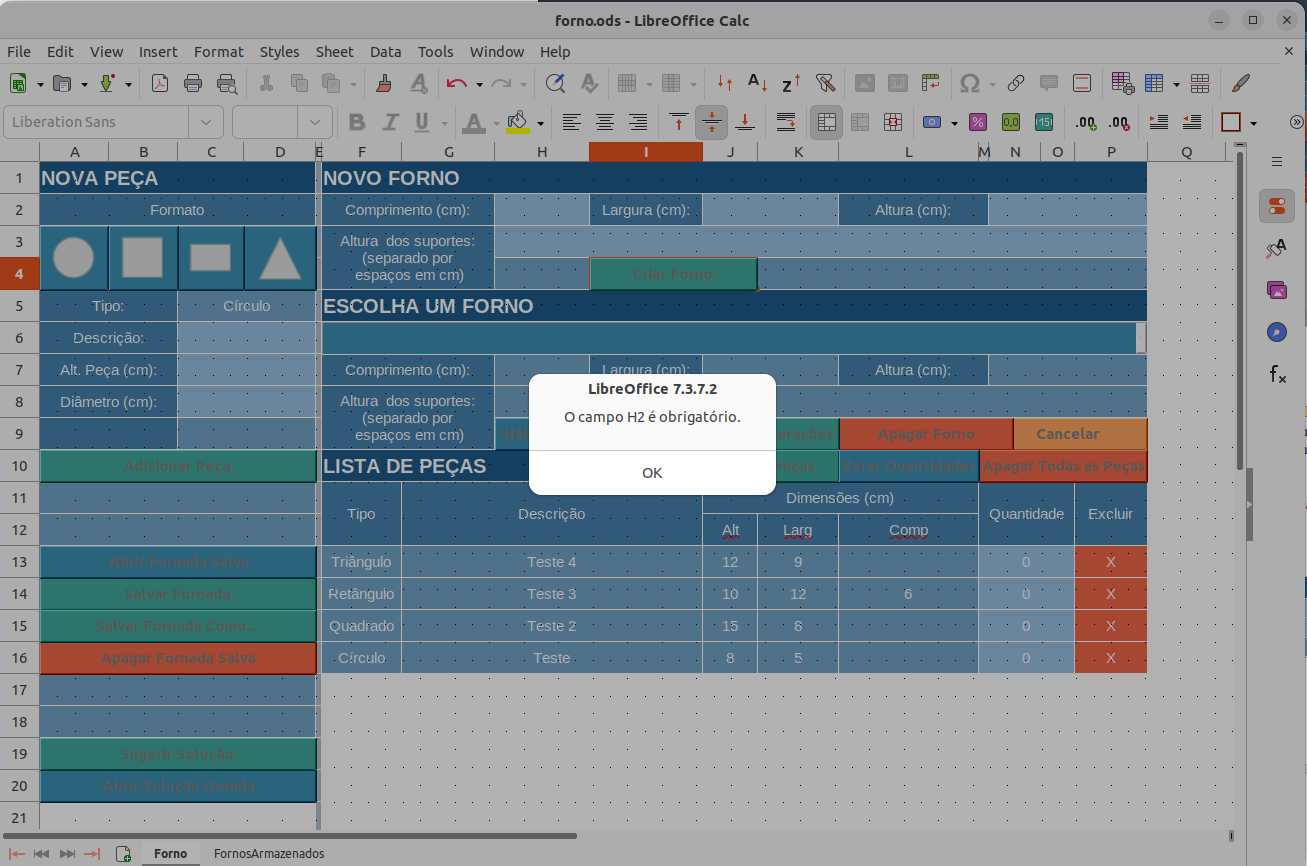 forno.ods - LibreOffice Calc
File Edit View Insert Format Styles Sheet Data Tools Window Help
Liberation Sans
A B C D E F G H I J K L M N O P Q
1 NOVA PEÇA NOVO FORNO
2 Formato Comprimento (cm): Largura (cm): Altura (cm):
3 Altura dos suportes:
(separado por
4 espaços em cm) Criar Forno
5 Tipo: Círculo ESCOLHA UM FORNO
6 Descrição:
7 Alt. Peça (cm): Comprimento (cm): Largura (cm): Altura (cm):
LibreOffice 7.3.7.2
8 Diâmetro (cm): Altura dos suportes:
(separado por
O campo H2 é obrigatório.
9 espaços em cm) Apagar Forno Cancelar
10 Adicionar Peça LISTA DE PEÇAS Peças Zerar Quantidades Apagar Todas as Peças
OK
11 Tipo Descrição Dimensões (cm) Quantidade Excluir
12 Alt Larg Comp
13 Abrir Fornada Salva Triângulo Teste 4 12 9 0 X
14 Salvar Fornada Retângulo Teste 3 10 12 6 0 X
15 Salvar Fornada Como... Quadrado Teste 2 15 8 0 X
16 Apagar Fornada Salva Círculo Teste 8 5 0 X
17
18
19 Sugerir Solução
20 Abrir Solução Gerada
21
Forno FornosArmazenados